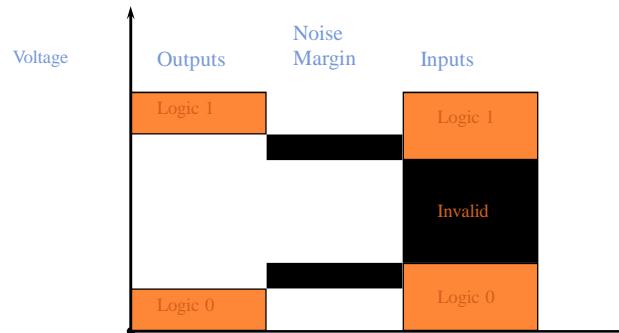 Noise
Margin
Voltage
Outputs
Inputs
Logic 1
Logic 1
Invalid
Logic 0
Logic 0